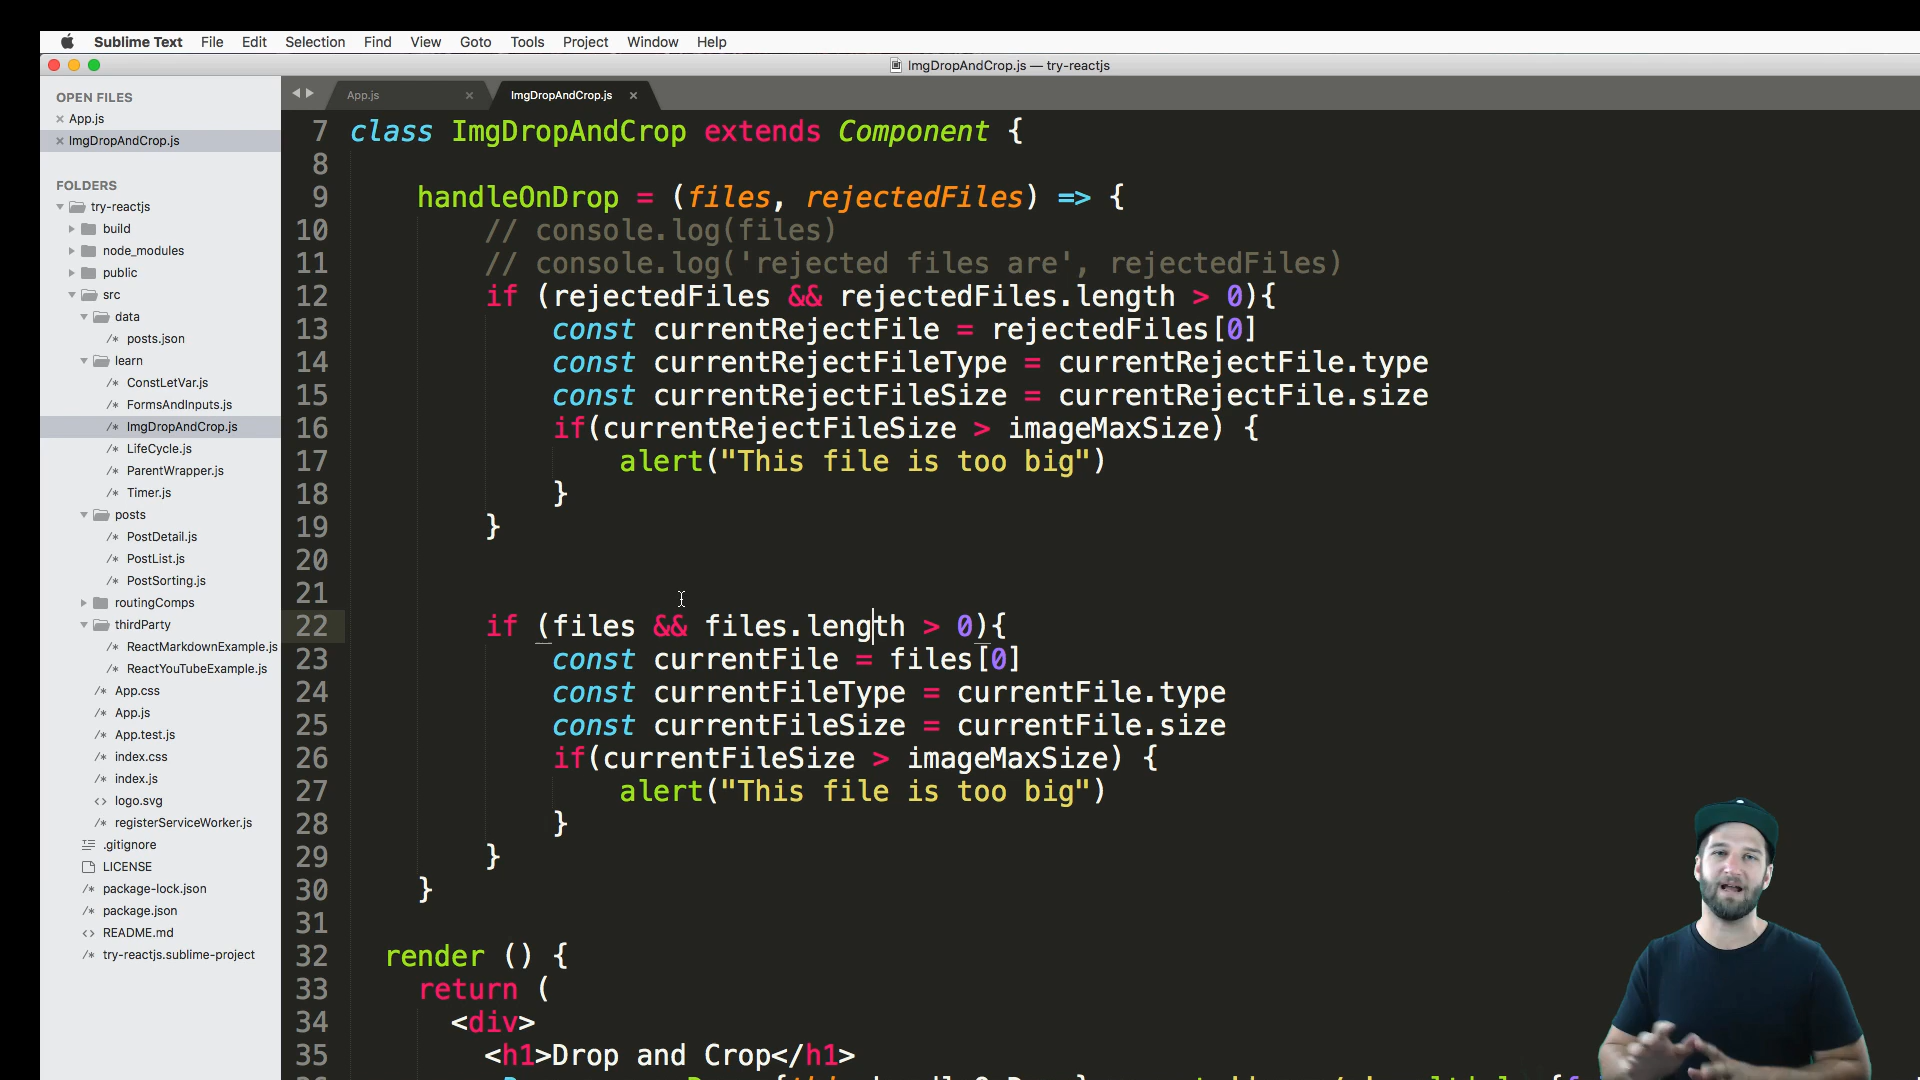 Sublime Text File Edit Selection Find View Goto Tools Project Window Help
ImgDropAndCrop.js — try-reactjs
OPEN FILES
× App.js
× ImgDropAndCrop.js
FOLDERS
try-reactjs
build
node_modules
public
src
data
/* posts.json
learn
/* ConstLetVar.js
/* FormsAndInputs.js
/* ImgDropAndCrop.js
/* LifeCycle.js
/* ParentWrapper.js
/* Timer.js
posts
/* PostDetail.js
/* PostList.js
/* PostSorting.js
routingComps
thirdParty
/* ReactMarkdownExample.js
/* ReactYouTubeExample.js
/* App.css
/* App.js
/* App.test.js
/* index.css
/* index.js
<> logo.svg
/* registerServiceWorker.js
.gitignore
LICENSE
/* package-lock.json
/* package.json
<> README.md
/* try-reactjs.sublime-project
App.js × ImgDropAndCrop.js ×
7 class ImgDropAndCrop extends Component {
8
9 handleOnDrop = (files, rejectedFiles) => {
10 // console.log(files)
11 // console.log('rejected files are', rejectedFiles)
12 if (rejectedFiles && rejectedFiles.length > 0){
13 const currentRejectFile = rejectedFiles[0]
14 const currentRejectFileType = currentRejectFile.type
15 const currentRejectFileSize = currentRejectFile.size
16 if(currentRejectFileSize > imageMaxSize) {
17 alert("This file is too big")
18 }
19 }
20
21
22 if (files && files.length > 0){
23 const currentFile = files[0]
24 const currentFileType = currentFile.type
25 const currentFileSize = currentFile.size
26 if(currentFileSize > imageMaxSize) {
27 alert("This file is too big")
28 }
29 }
30 }
31
32 render () {
33 return (
34 <div>
35 <h1>Drop and Crop</h1>